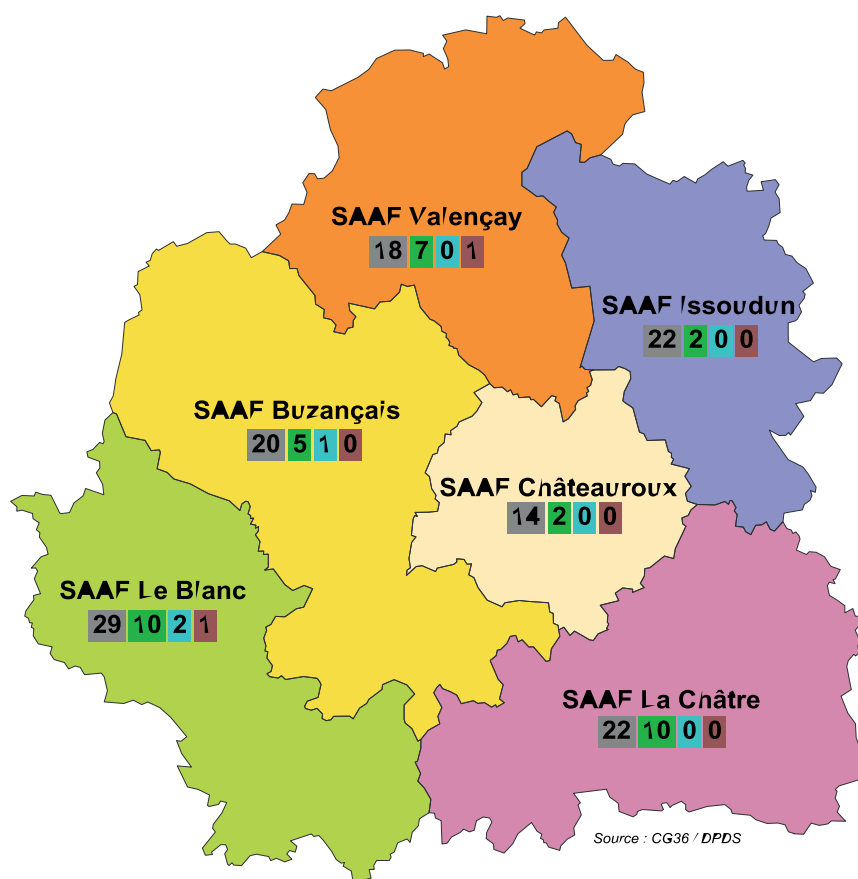 SAAF Valençay
18 7 0 1
SAAF Issoudun
22 2 0 0
SAAF Buzançais
20 5 1 0
SAAF Châteauroux
14 2 0 0
SAAF Le Blanc
29 10 2 1
SAAF La Châtre
22 10 0 0
Source : CG36 / DPDS